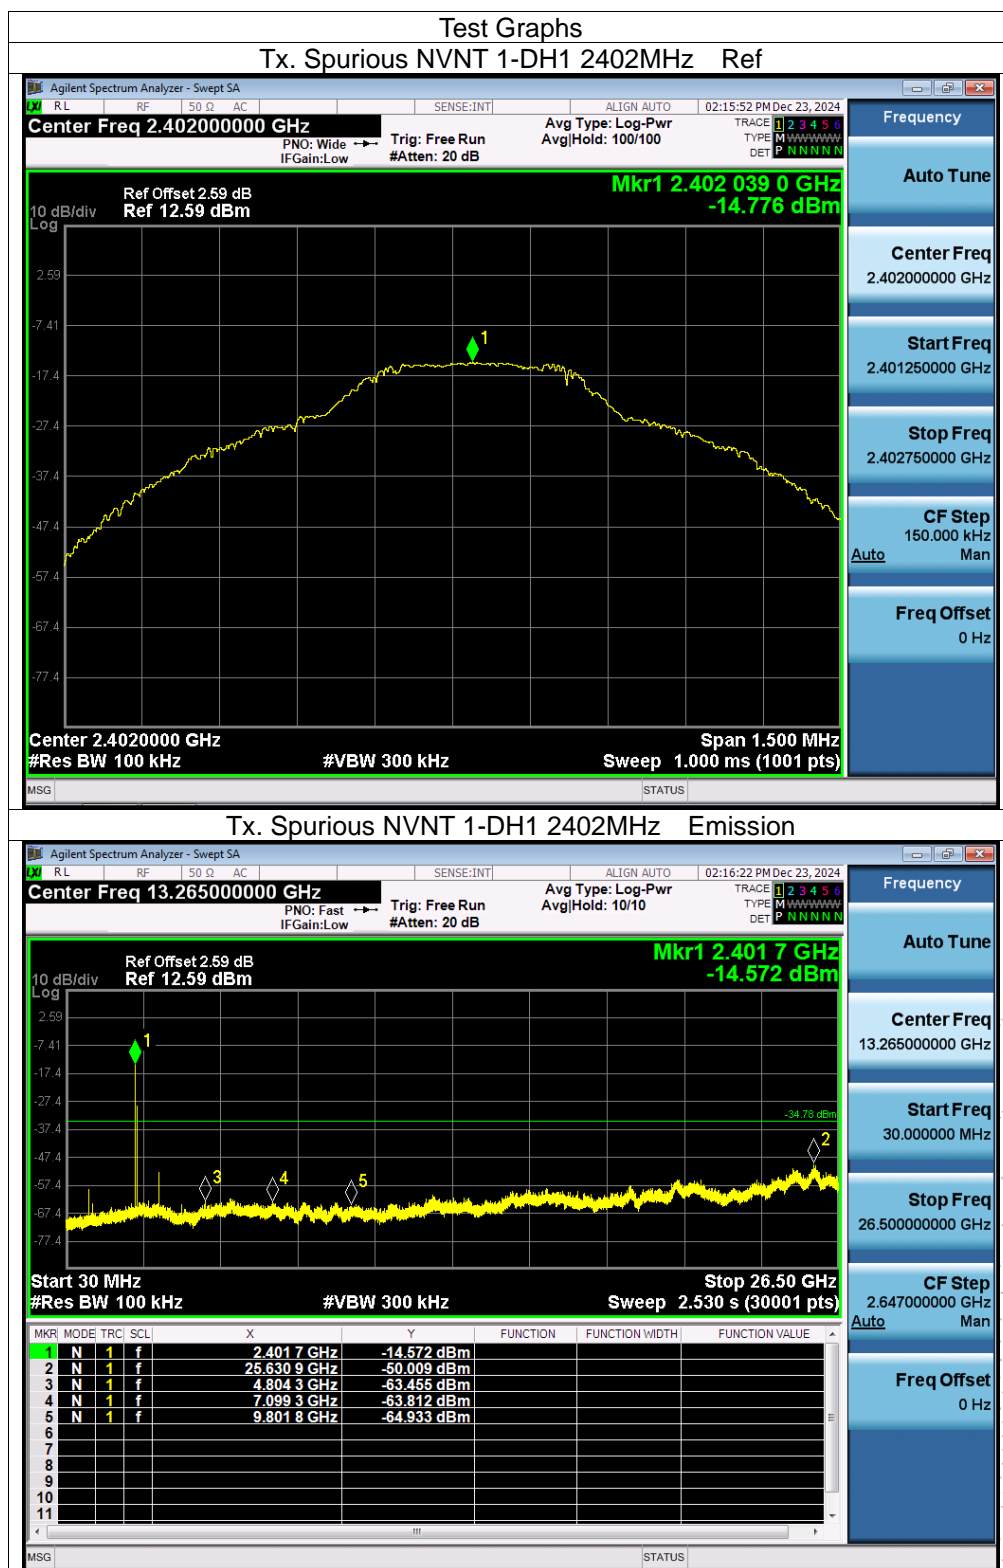 Test Graphs
Tx. Spurious NVNT 1-DH1 2402MHz    Ref
Agilent Spectrum Analyzer - Swept SA
LXI RL RF 50 Ω AC SENSE:INT ALIGN AUTO 02:15:52 PM Dec 23, 2024
Center Freq 2.402000000 GHz
PNO: Wide
IFGain:Low
Trig: Free Run
#Atten: 20 dB
Avg Type: Log-Pwr
Avg|Hold: 100/100
TRACE 1 2 3 4 5 6
TYPE M W W W W W
DET P N N N N N
Frequency
Auto Tune
Center Freq
2.402000000 GHz
Start Freq
2.401250000 GHz
Stop Freq
2.402750000 GHz
CF Step
150.000 kHz
Auto Man
Freq Offset
0 Hz
Mkr1 2.402 039 0 GHz
-14.776 dBm
Ref Offset 2.59 dB
10 dB/div Ref 12.59 dBm
Log
2.59
-7.41
1
-17.4
-27.4
-37.4
-47.4
-57.4
-67.4
-77.4
Center 2.4020000 GHz Span 1.500 MHz
#Res BW 100 kHz #VBW 300 kHz Sweep 1.000 ms (1001 pts)
MSG STATUS
Tx. Spurious NVNT 1-DH1 2402MHz    Emission
Agilent Spectrum Analyzer - Swept SA
LXI RL RF 50 Ω AC SENSE:INT ALIGN AUTO 02:16:22 PM Dec 23, 2024
Center Freq 13.265000000 GHz
PNO: Fast
IFGain:Low
Trig: Free Run
#Atten: 20 dB
Avg Type: Log-Pwr
Avg|Hold: 10/10
TRACE 1 2 3 4 5 6
TYPE M W W W W W
DET P N N N N N
Frequency
Auto Tune
Center Freq
13.265000000 GHz
Start Freq
30.000000 MHz
Stop Freq
26.500000000 GHz
CF Step
2.647000000 GHz
Auto Man
Freq Offset
0 Hz
Mkr1 2.401 7 GHz
-14.572 dBm
Ref Offset 2.59 dB
10 dB/div Ref 12.59 dBm
Log
2.59
-7.41
1
-17.4
-27.4
-34.78 dBm
-37.4
2
-47.4
3 4 5
-57.4
-67.4
-77.4
Start 30 MHz Stop 26.50 GHz
#Res BW 100 kHz #VBW 300 kHz Sweep 2.530 s (30001 pts)
MKR MODE TRC SCL X Y FUNCTION FUNCTION WIDTH FUNCTION VALUE
1 N 1 f 2.401 7 GHz -14.572 dBm
2 N 1 f 25.630 9 GHz -50.009 dBm
3 N 1 f 4.804 3 GHz -63.455 dBm
4 N 1 f 7.099 3 GHz -63.812 dBm
5 N 1 f 9.801 8 GHz -64.933 dBm
6
7
8
9
10
11
MSG STATUS